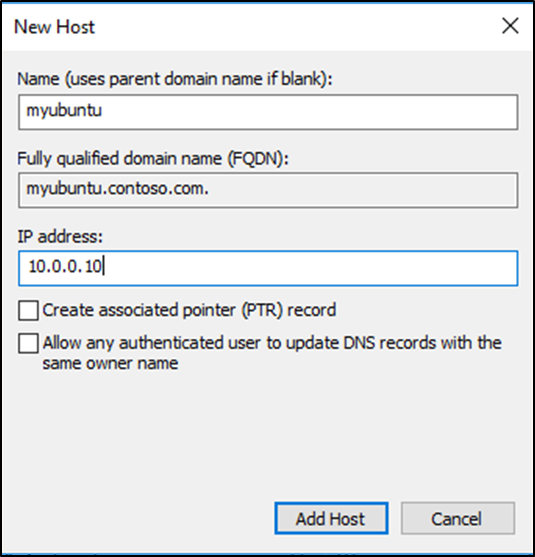 New Host
Name (uses parent domain name if blank):
myubuntu
Fully qualified domain name (FQDN):
myubuntu.contoso.com.
IP address:
10.0.0.10
Create associated pointer (PTR) record
Allow any authenticated user to update DNS records with the
same owner name
Add Host
Cancel